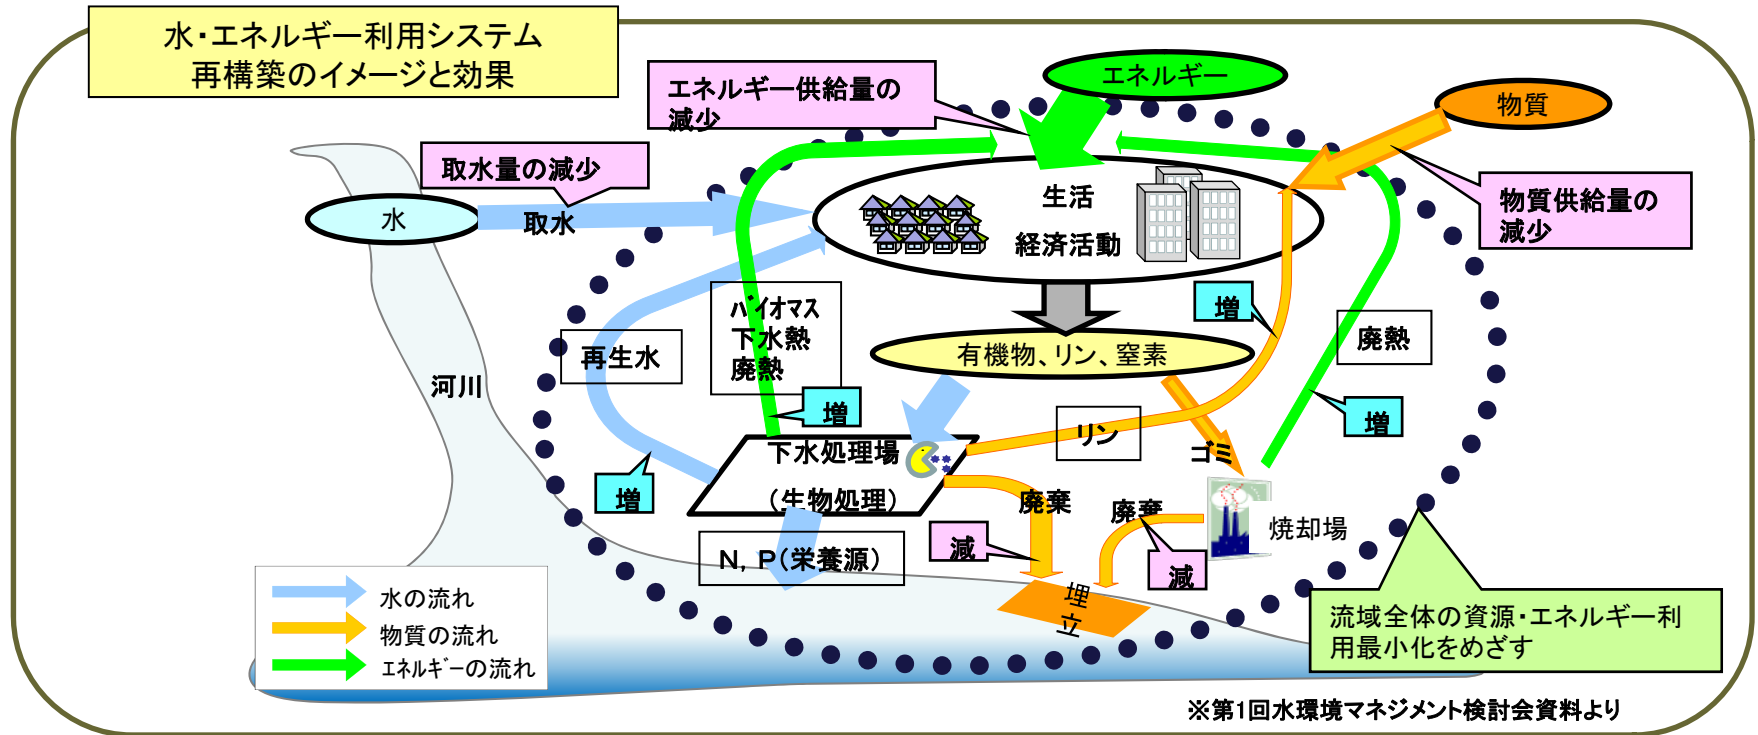 水・エネルギー利用システム
再構築のイメージと効果
エネルギー供給量の
減少
エネルギー
物質
取水量の減少
水
取水
生活
経済活動
物質供給量の
減少
バイオマス
下水熱
廃熱
増
再生水
有機物、リン、窒素
廃熱
河川
増
増
リン
ゴミ
下水処理場
（生物処理）
増
廃棄
廃棄
焼却場
減
減
N, P（栄養源）
埋
立
水の流れ
物質の流れ
エネルギーの流れ
流域全体の資源・エネルギー利
用最小化をめざす
※第1回水環境マネジメント検討会資料より